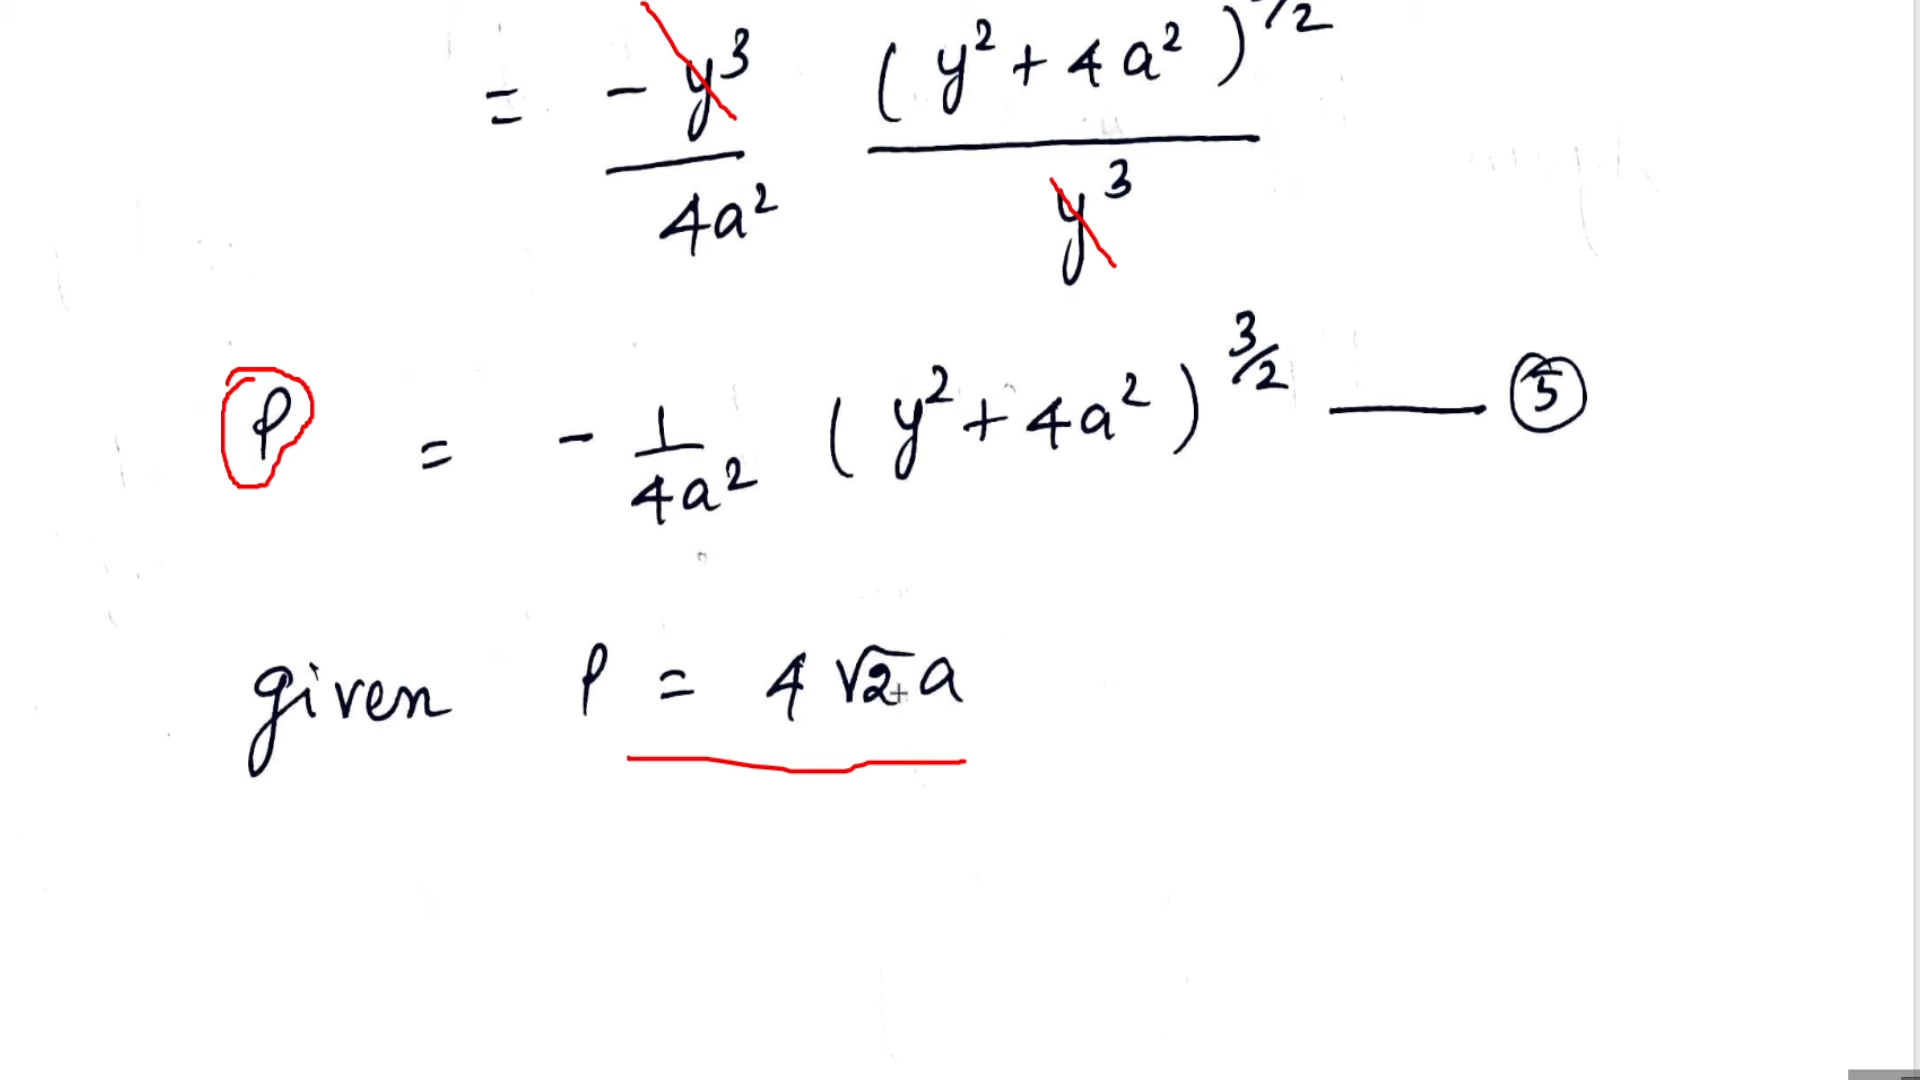 = -y³/4a² (y² + 4a²)^3/2 / y³
ρ = - 1/4a² (y² + 4a²)^3/2 —— ⑤
given ρ = 4√2 a